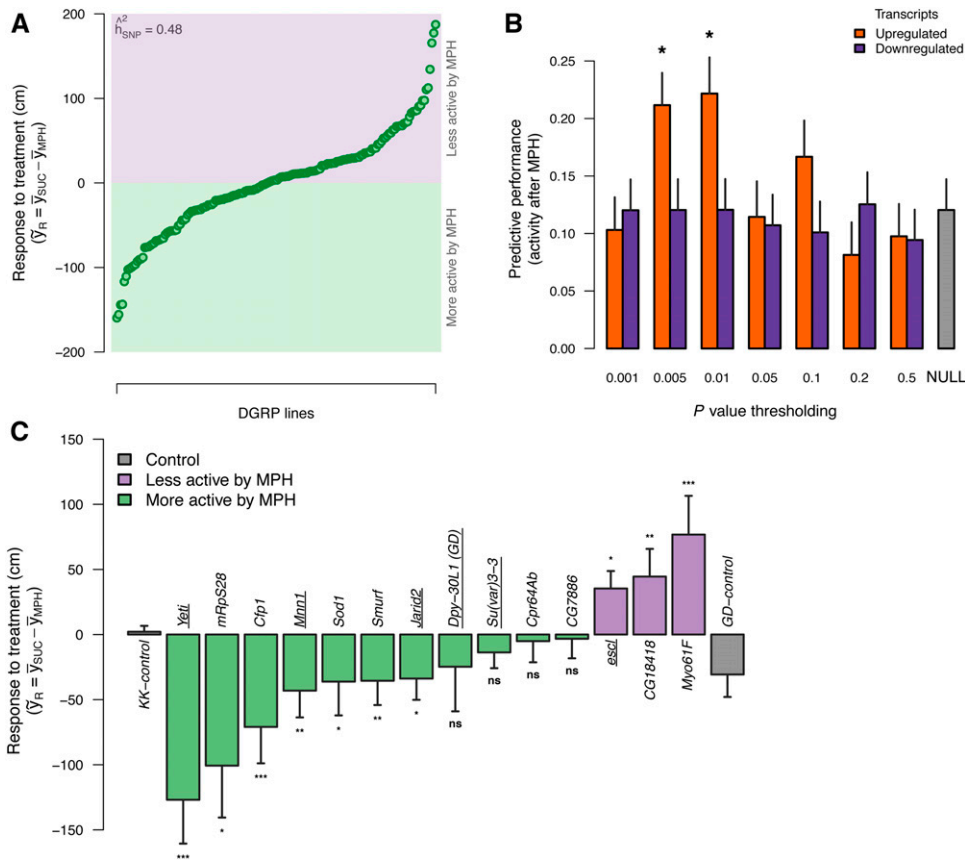 A
Response to treatment (cm)
(ỹR = ȳSUC − ȳMPH)
200
100
0
−100
−200
ĥ²SNP = 0.48
Less active by MPH
More active by MPH
DGRP lines
B
Predictive performance
(activity after MPH)
0.25
0.20
0.15
0.10
0.05
0.00
Transcripts
Upregulated
Downregulated
* *
0.001 0.005 0.01 0.05 0.1 0.2 0.5 NULL
P value thresholding
C
Response to treatment (cm)
(ỹR = ȳSUC − ȳMPH)
150
100
50
0
−50
−100
−150
Control
Less active by MPH
More active by MPH
KK−control
Yeti
mRpS28
Cfp1
Mnn1
Sod1
Smurf
Jarid2
Dpy−30L1 (GD)
Su(var)3−3
Cpr64Ab
CG7886
escl
CG18418
Myo61F
GD−control
*** * *** ** * ** * ns ns ns ns * ** ***